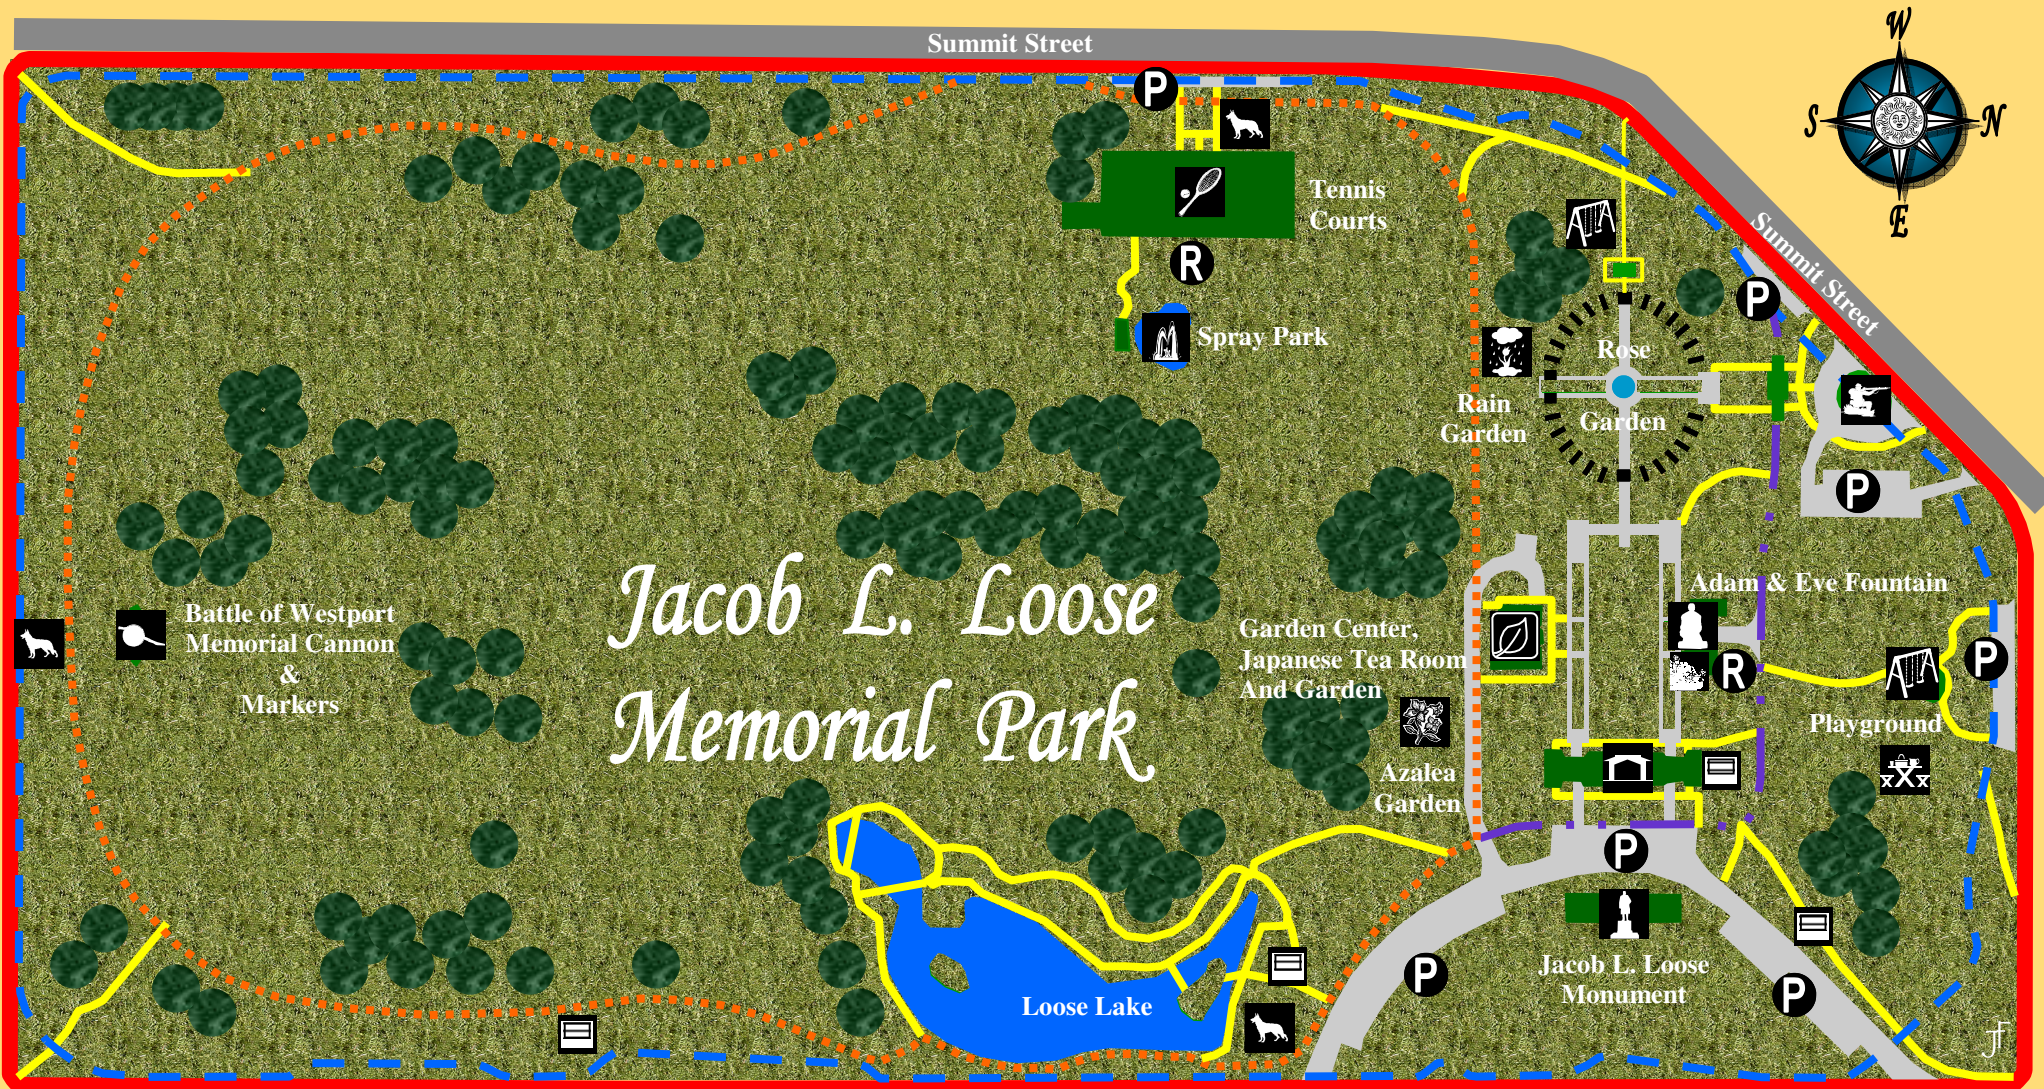 Summit Street
W
S
N
E
P
Tennis
Courts
R
Summit Street
P
Spray Park
Rose
Garden
Rain
Garden
P
Jacob L. Loose
Memorial Park
Adam & Eve Fountain
Battle of Westport
Memorial Cannon
&
Markers
Garden Center,
Japanese Tea Room
And Garden
R
P
Playground
Azalea
Garden
P
Jacob L. Loose
Monument
P
P
Loose Lake
JF